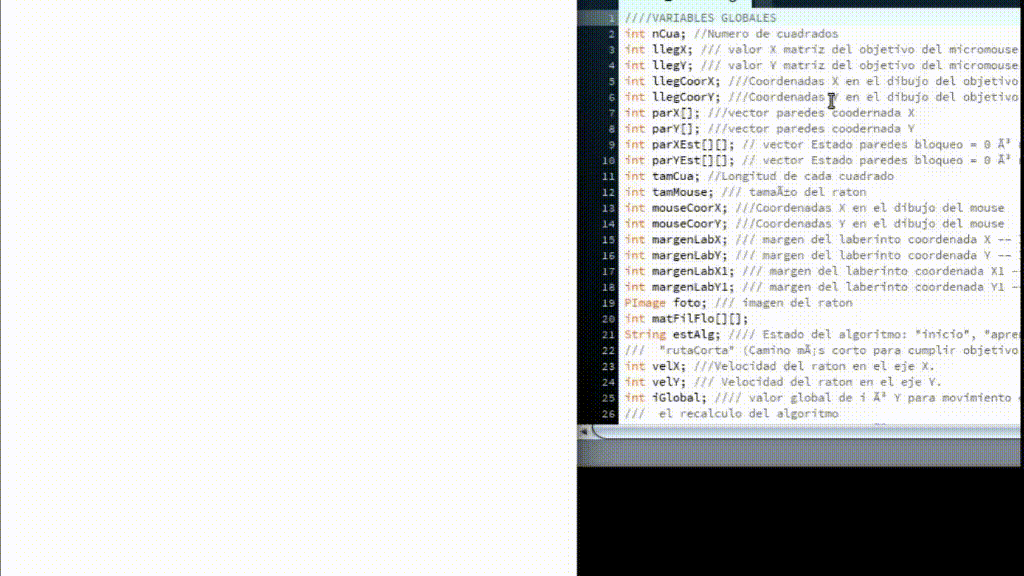 1 ////VARIABLES GLOBALES
2 int nCua; //Numero de cuadrados
3 int llegX; /// valor X matriz del objetivo del micromouse
4 int llegY; /// valor Y matriz del objetivo del micromouse
5 int llegCoorX; ///Coordenadas X en el dibujo del objetivo
6 int llegCoorY; ///Coordenadas Y en el dibujo del objetivo
7 int parX[]; ///vector paredes coodernada X
8 int parY[]; ///vector paredes coodernada Y
9 int parXEst[][]; // vector Estado paredes bloqueo = 0 Ã³
10 int parYEst[][]; // vector Estado paredes bloqueo = 0 Ã³
11 int tamCua; //Longitud de cada cuadrado
12 int tamMouse; /// tamaÃ±o del raton
13 int mouseCoorX; ///Coordenadas X en el dibujo del mouse
14 int mouseCoorY; ///Coordenadas Y en el dibujo del mouse
15 int margenLabX; /// margen del laberinto coordenada X --
16 int margenLabY; /// margen del laberinto coordenada Y --
17 int margenLabX1; /// margen del laberinto coordenada X1 --
18 int margenLabY1; /// margen del laberinto coordenada Y1 --
19 PImage foto; /// imagen del raton
20 int matFilFlo[][];
21 String estAlg; //// Estado del algoritmo: "inicio", "apre
22 ///  "rutaCorta" (Camino mÃ¡s corto para cumplir objetivo
23 int velX; ///Velocidad del raton en el eje X.
24 int velY; /// Velocidad del raton en el eje Y.
25 int iGlobal; //// valor global de i Ã³ Y para movimiento
26 ///  el recalculo del algoritmo